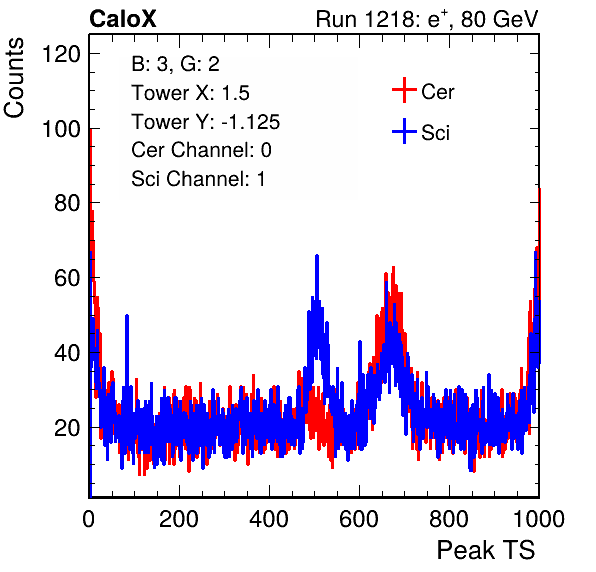 CaloX Run 1218: e⁺, 80 GeV
Counts
B: 3, G: 2
Tower X: 1.5
Tower Y: -1.125
Cer Channel: 0
Sci Channel: 1
Cer
Sci
120
100
80
60
40
20
0 200 400 600 800 1000
Peak TS